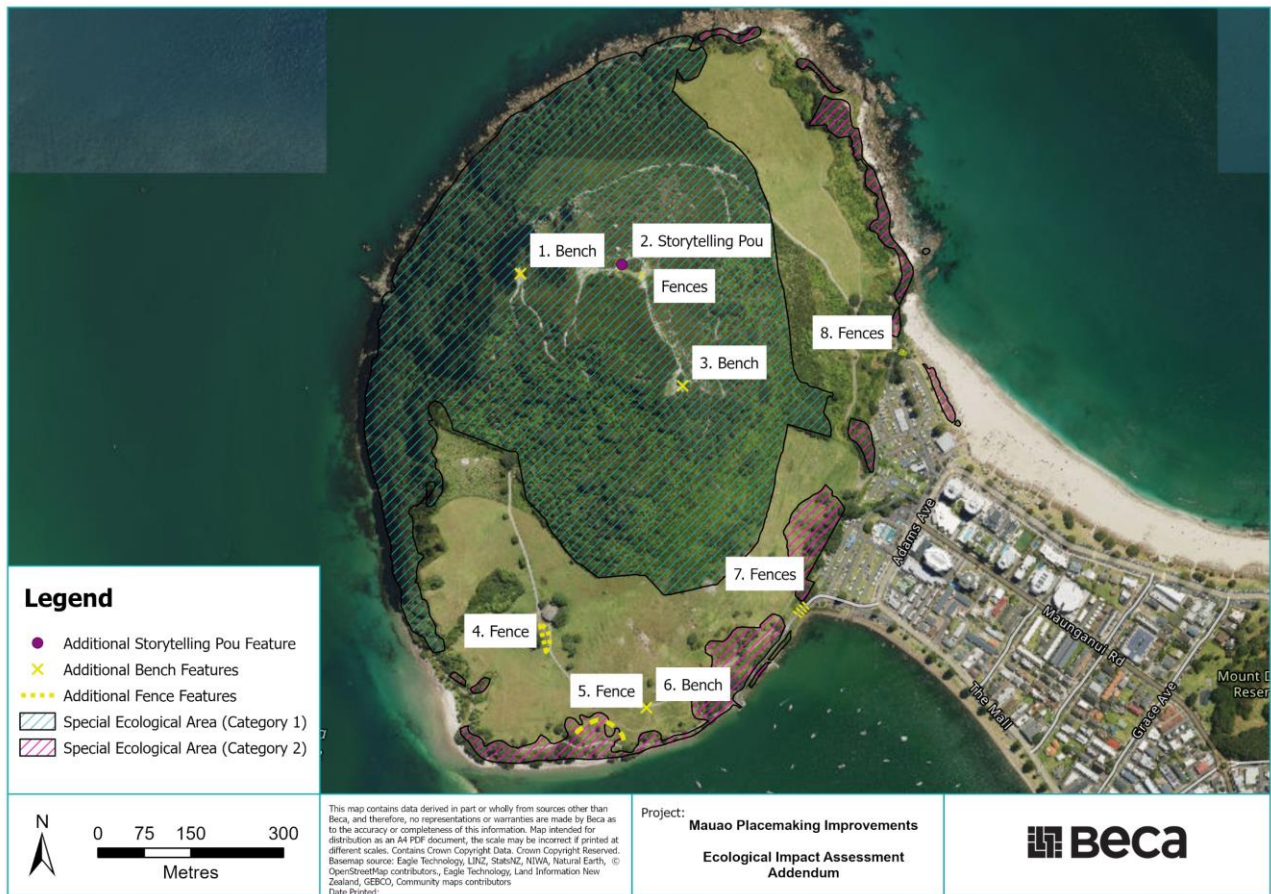 1. Bench
2. Storytelling Pou
Fences
3. Bench
8. Fences
7. Fences
4. Fence
5. Fence
6. Bench
Adams Ave
Maunganui Rd
The Mall
Grace Ave
Mount
Reser
Legend
Additional Storytelling Pou Feature
Additional Bench Features
Additional Fence Features
Special Ecological Area (Category 1)
Special Ecological Area (Category 2)
N
0 75 150 300
Metres
This map contains data derived in part or wholly from sources other than
Beca, and therefore, no representations or warranties are made by Beca as
to the accuracy or completeness of this information. Map intended for
distribution as an A4 PDF document, the scale may be incorrect if printed at
different scales. Contains Crown Copyright Data. Crown Copyright Reserved.
Basemap source: Eagle Technology, LINZ, StatsNZ, NIWA, Natural Earth, ©
OpenStreetMap contributors., Eagle Technology, Land Information New
Zealand, GEBCO, Community maps contributors
Date Printed:
Project:
Mauao Placemaking Improvements
Ecological Impact Assessment
Addendum
Beca